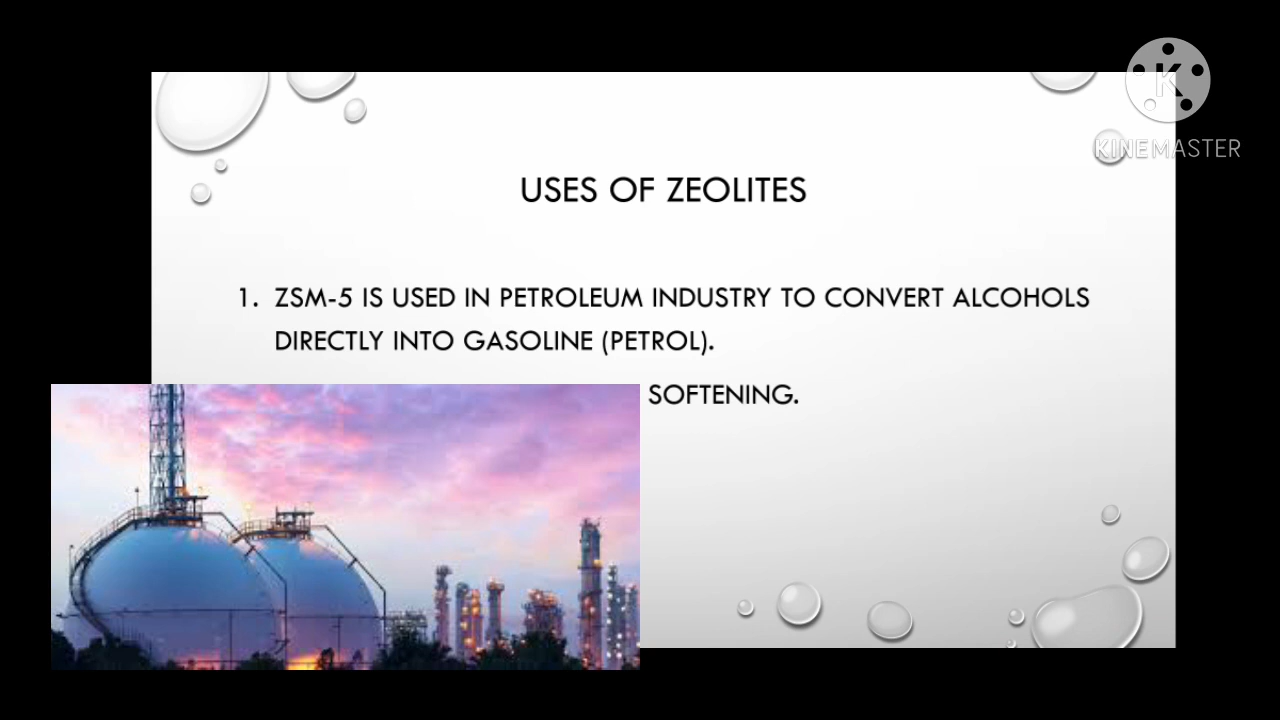 KINEMASTER
USES OF ZEOLITES
1. ZSM-5 IS USED IN PETROLEUM INDUSTRY TO CONVERT ALCOHOLS
DIRECTLY INTO GASOLINE (PETROL).
SOFTENING.